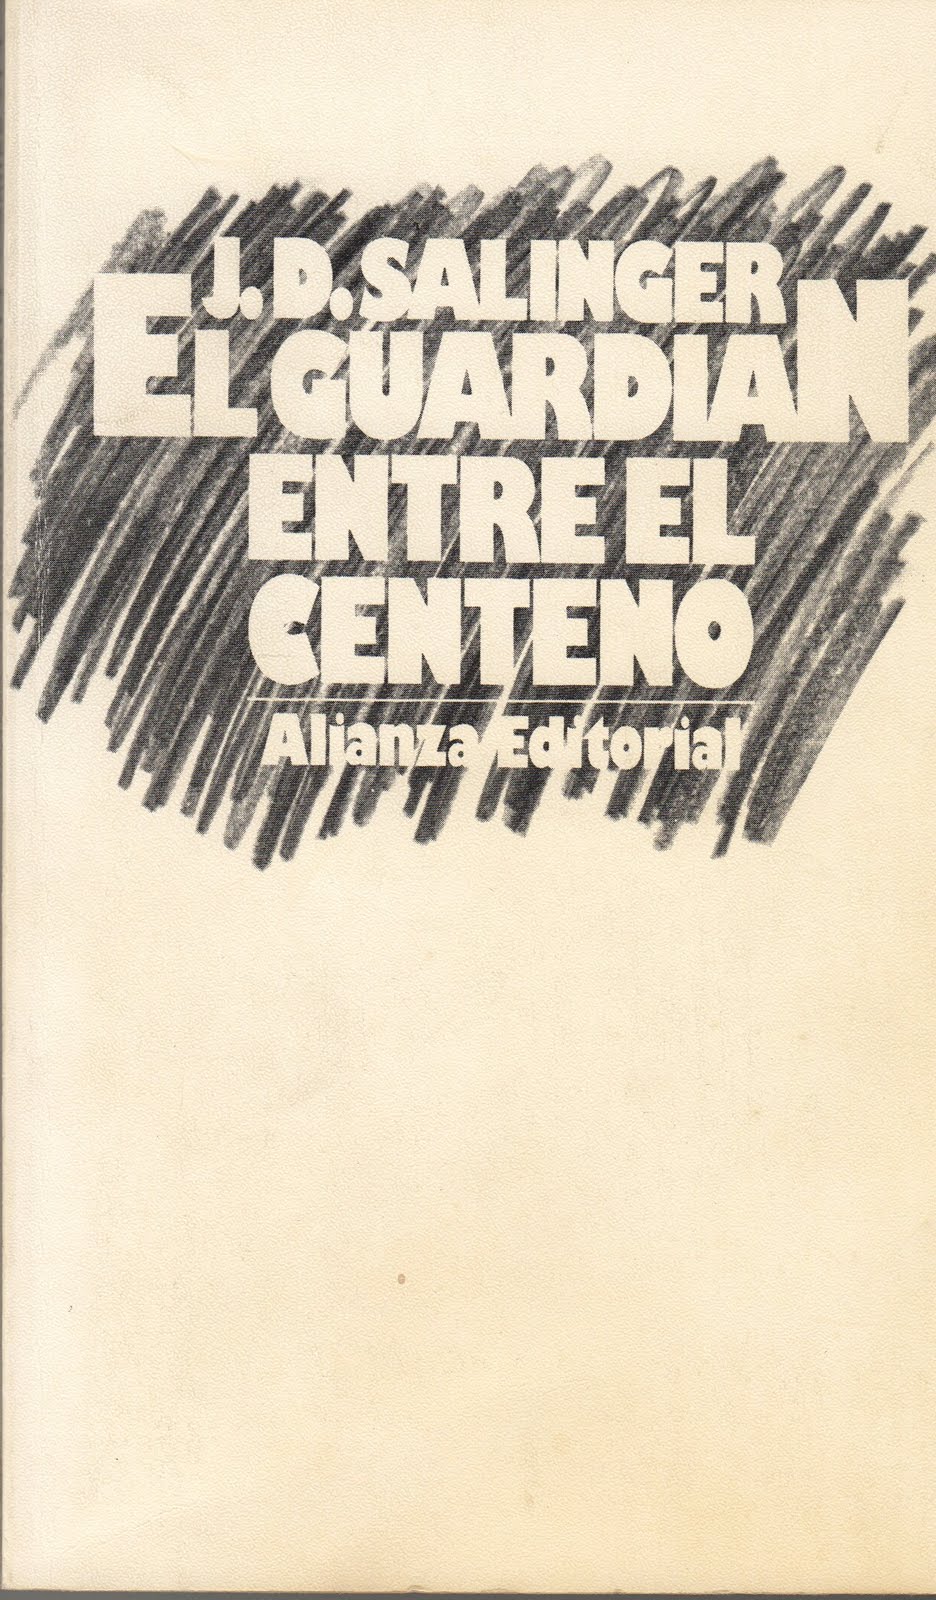 J. D. SALINGER
EL GUARDIAN
ENTRE EL
CENTENO
Alianza Editorial